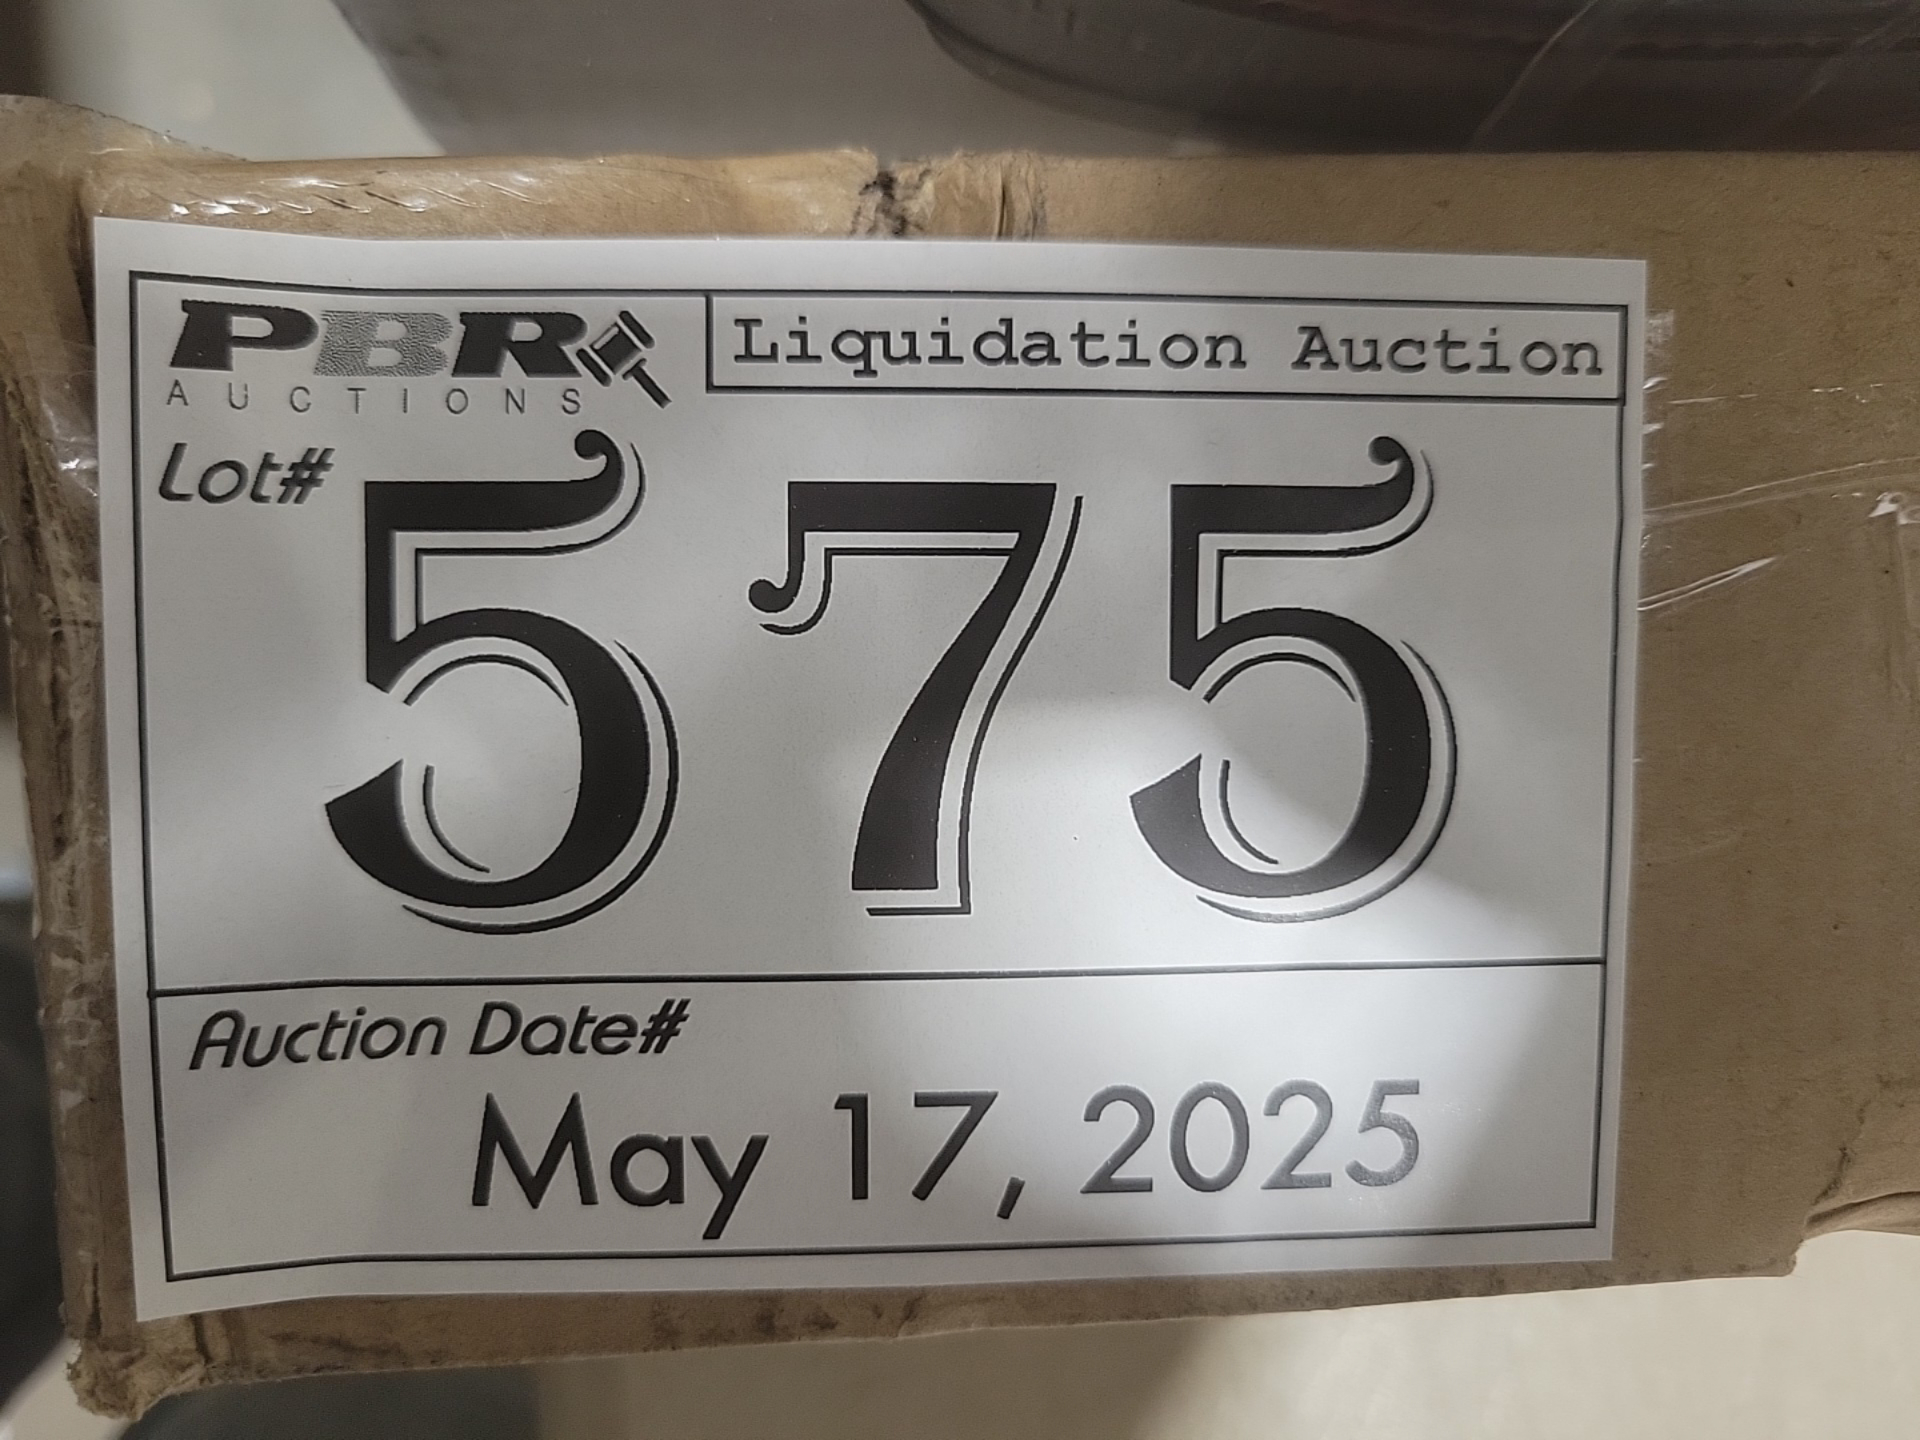 PBR
AUCTIONS
Liquidation Auction
Lot#
575
Auction Date#
May 17, 2025